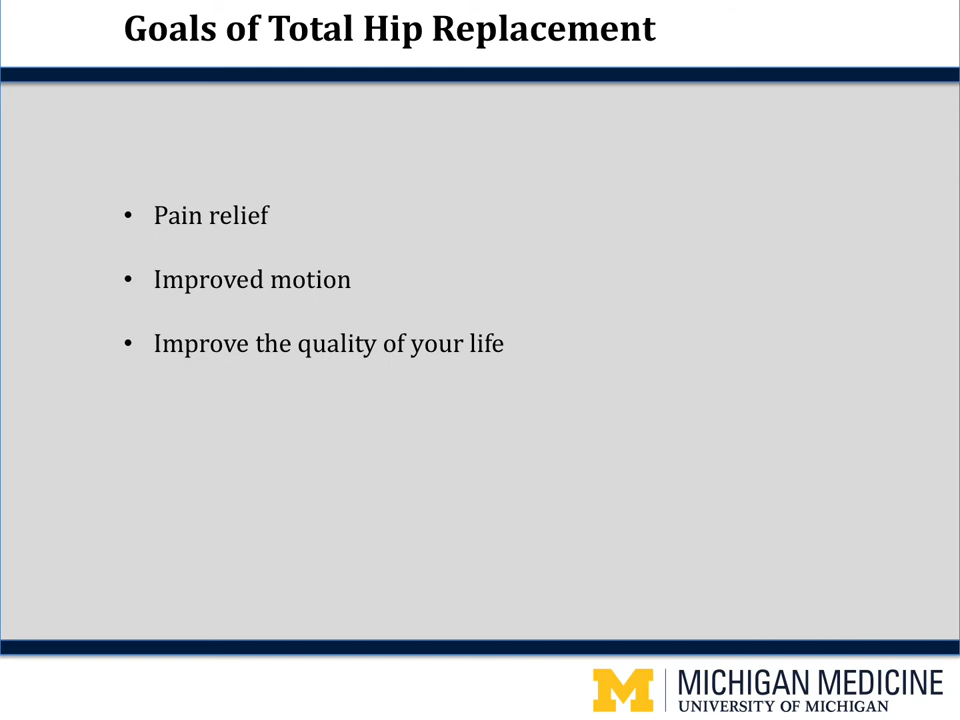 Goals of Total Hip Replacement
• Pain relief
• Improved motion
• Improve the quality of your life
M MICHIGAN MEDICINE
UNIVERSITY OF MICHIGAN